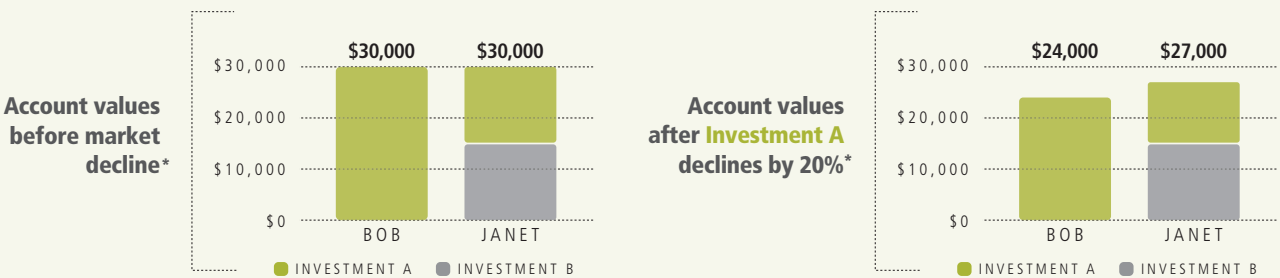 Account values
before market
decline*
$30,000 $30,000
$30,000
$20,000
$10,000
$0
BOB JANET
INVESTMENT A INVESTMENT B
Account values
after Investment A
declines by 20%*
$24,000 $27,000
$30,000
$20,000
$10,000
$0
BOB JANET
INVESTMENT A INVESTMENT B